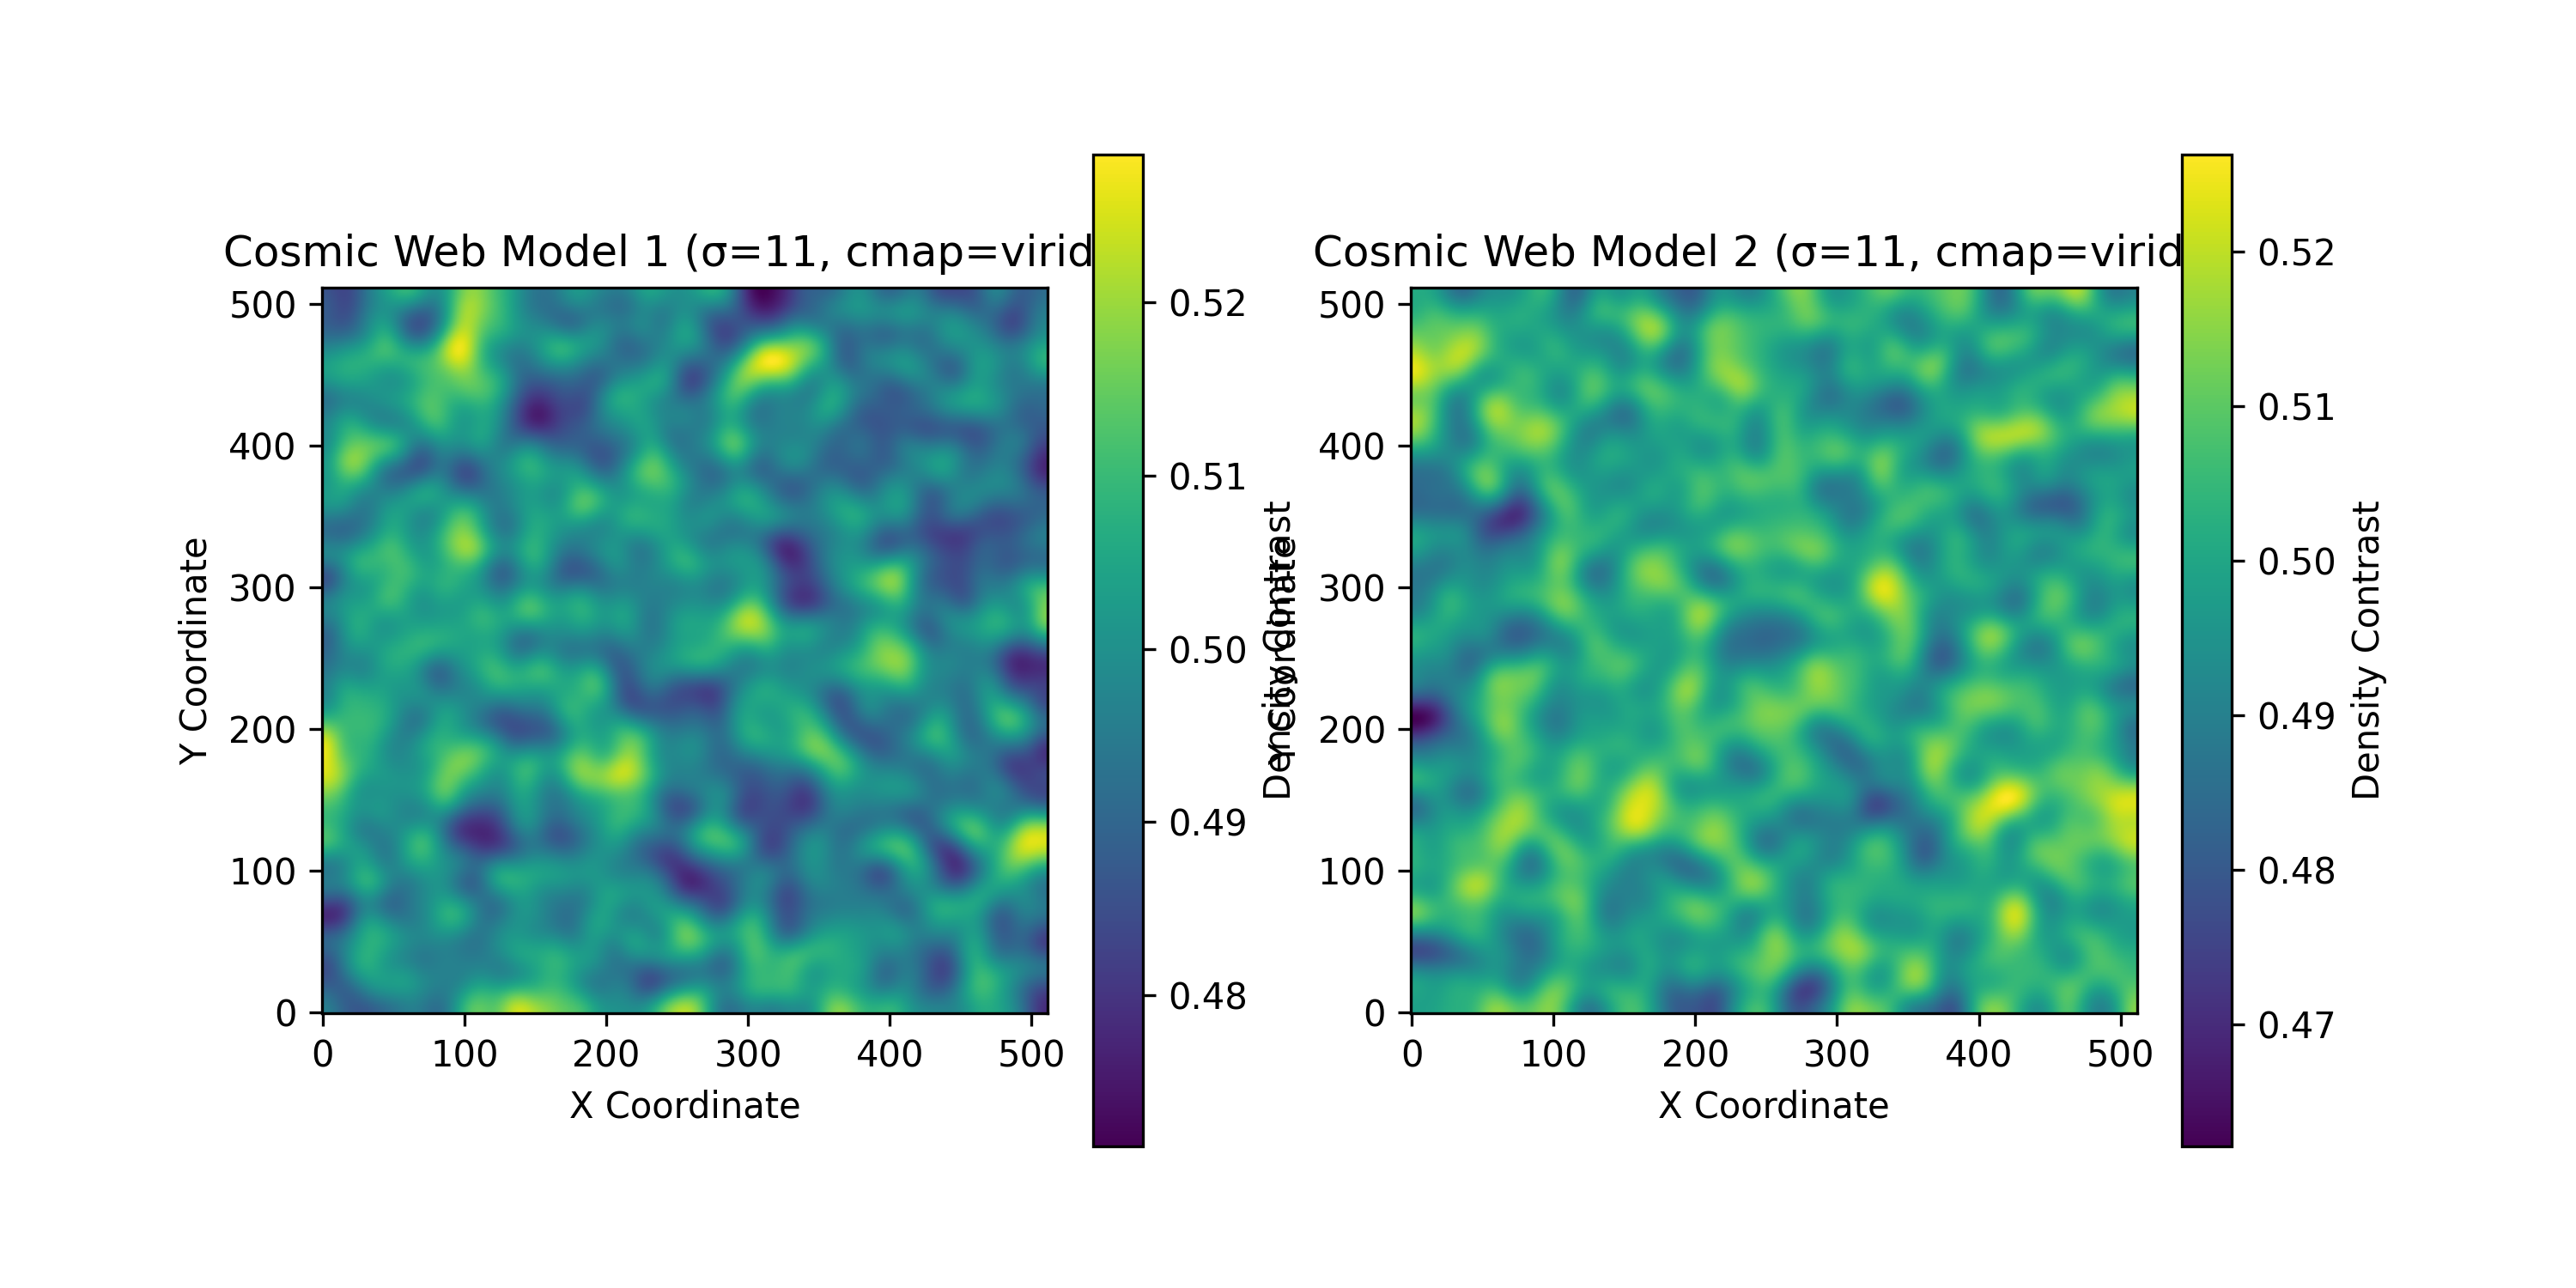 Cosmic Web Model 1 (σ=11, cmap=virid
500
400
300
200
100
0
Y Coordinate
0 100 200 300 400 500
X Coordinate
0.52
0.51
0.50
0.49
0.48
Density Contrast
Cosmic Web Model 2 (σ=11, cmap=virid
500
400
300
200
100
0
Y Coordinate
0 100 200 300 400 500
X Coordinate
0.52
0.51
0.50
0.49
0.48
0.47
Density Contrast